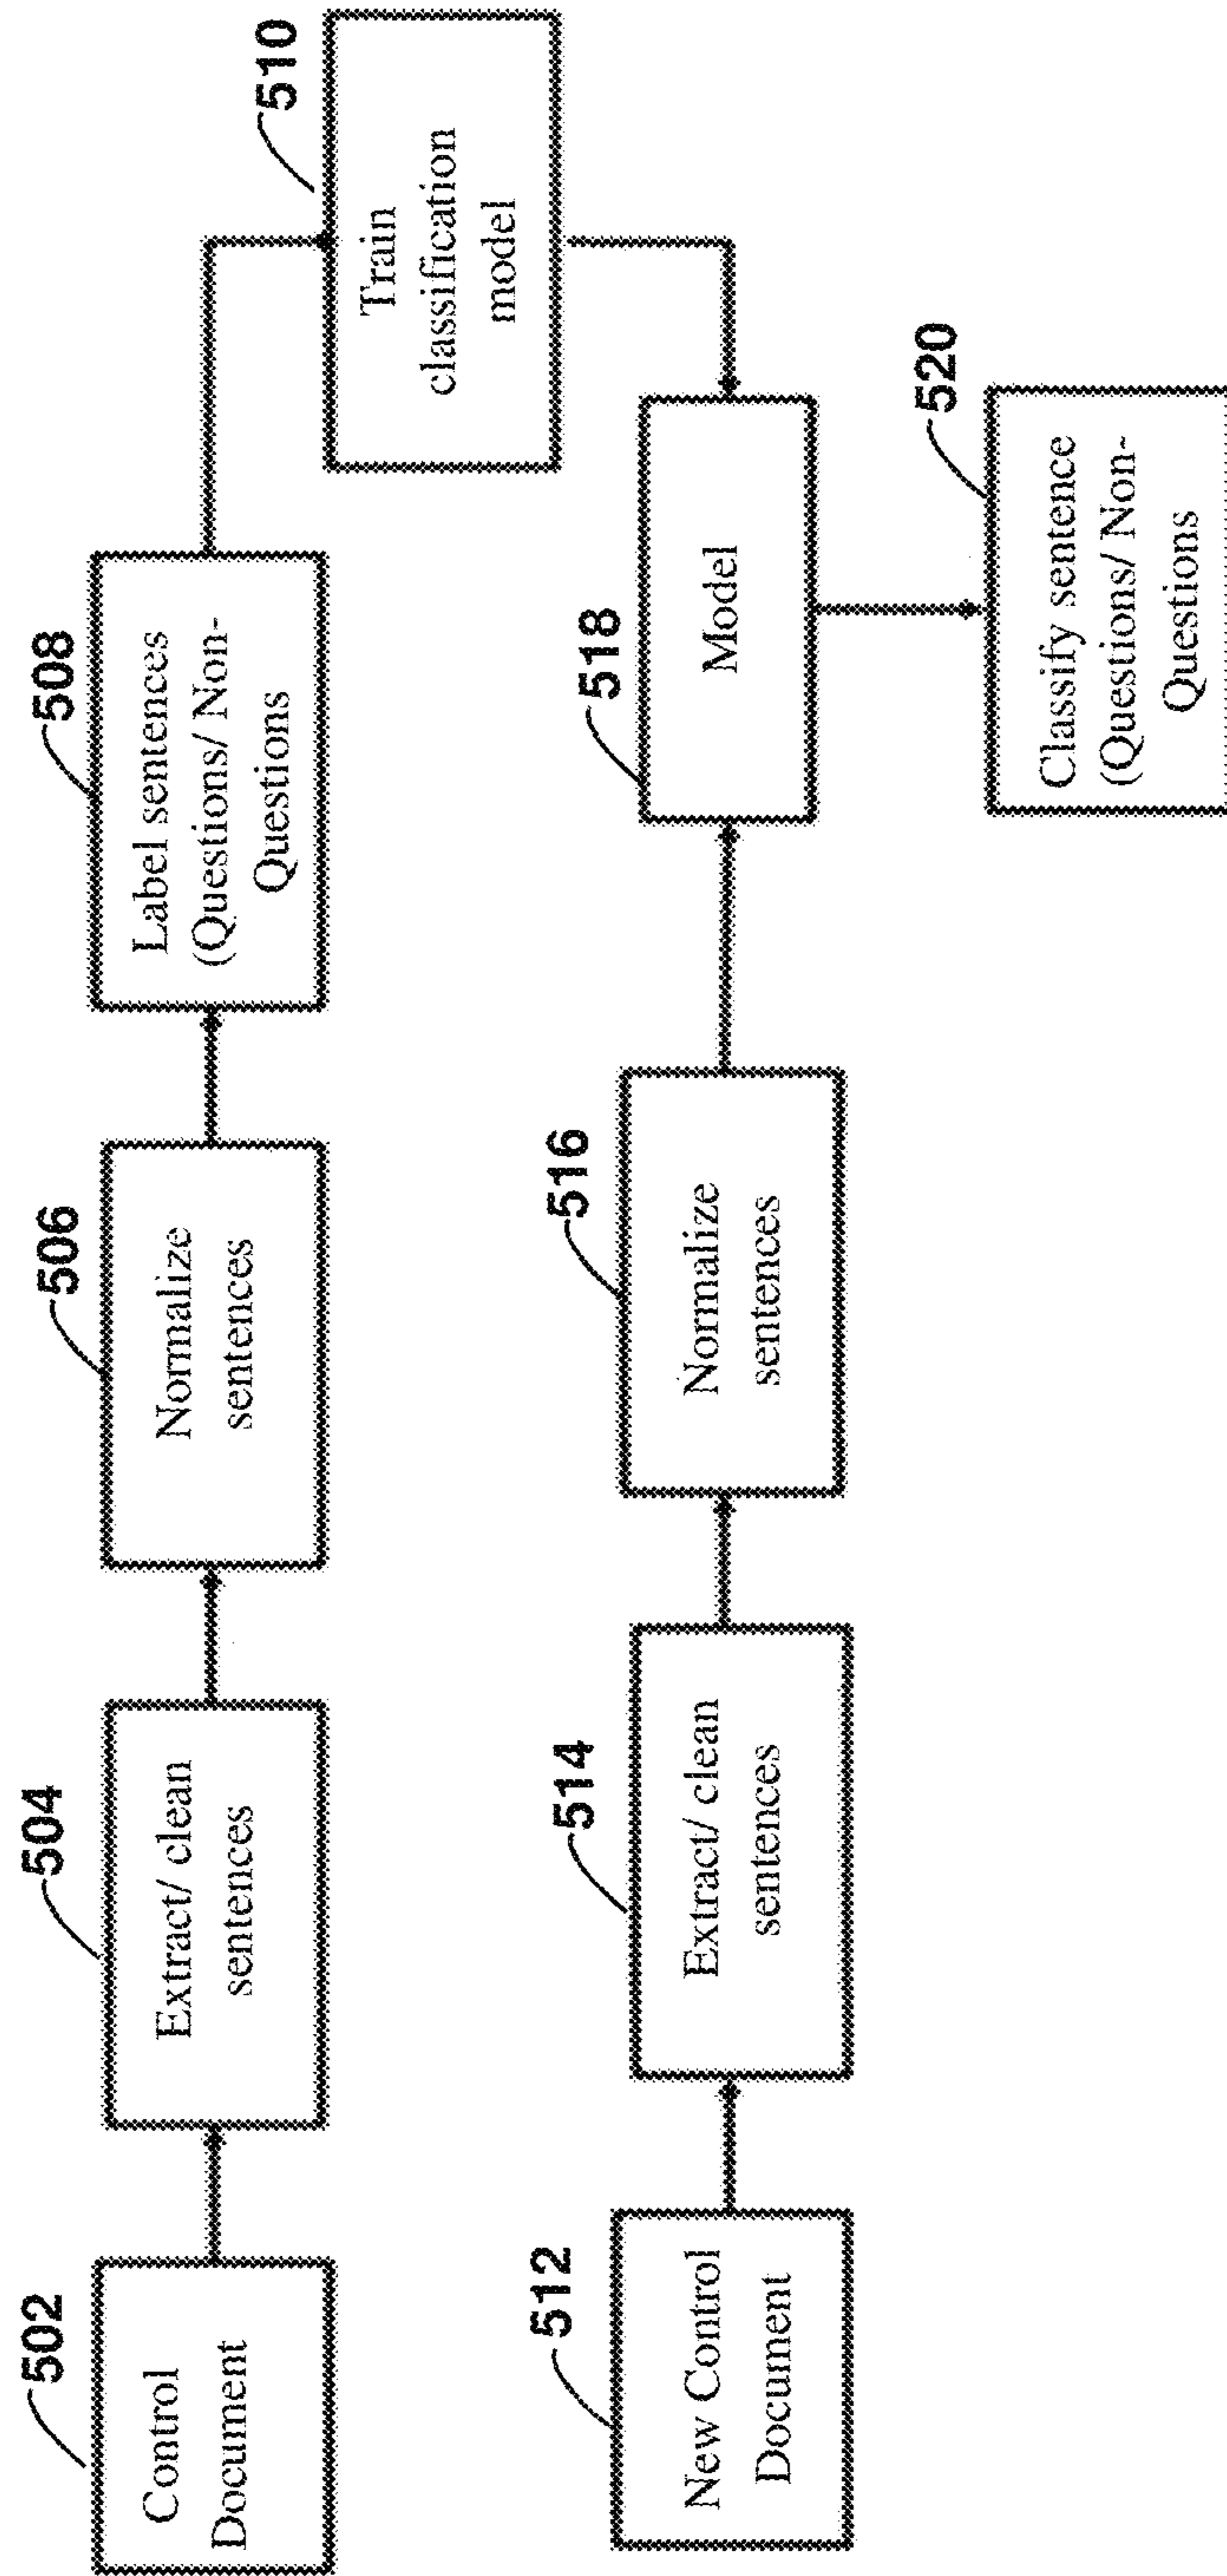 502
Control
Document
504
Extract/ clean
sentences
506
Normalize
sentences
508
Label sentences
(Questions/ Non-
Questions
510
Train
classification
model
512
New Control
Document
514
Extract/ clean
sentences
516
Normalize
sentences
518
Model
520
Classify sentence
(Questions/ Non-
Questions